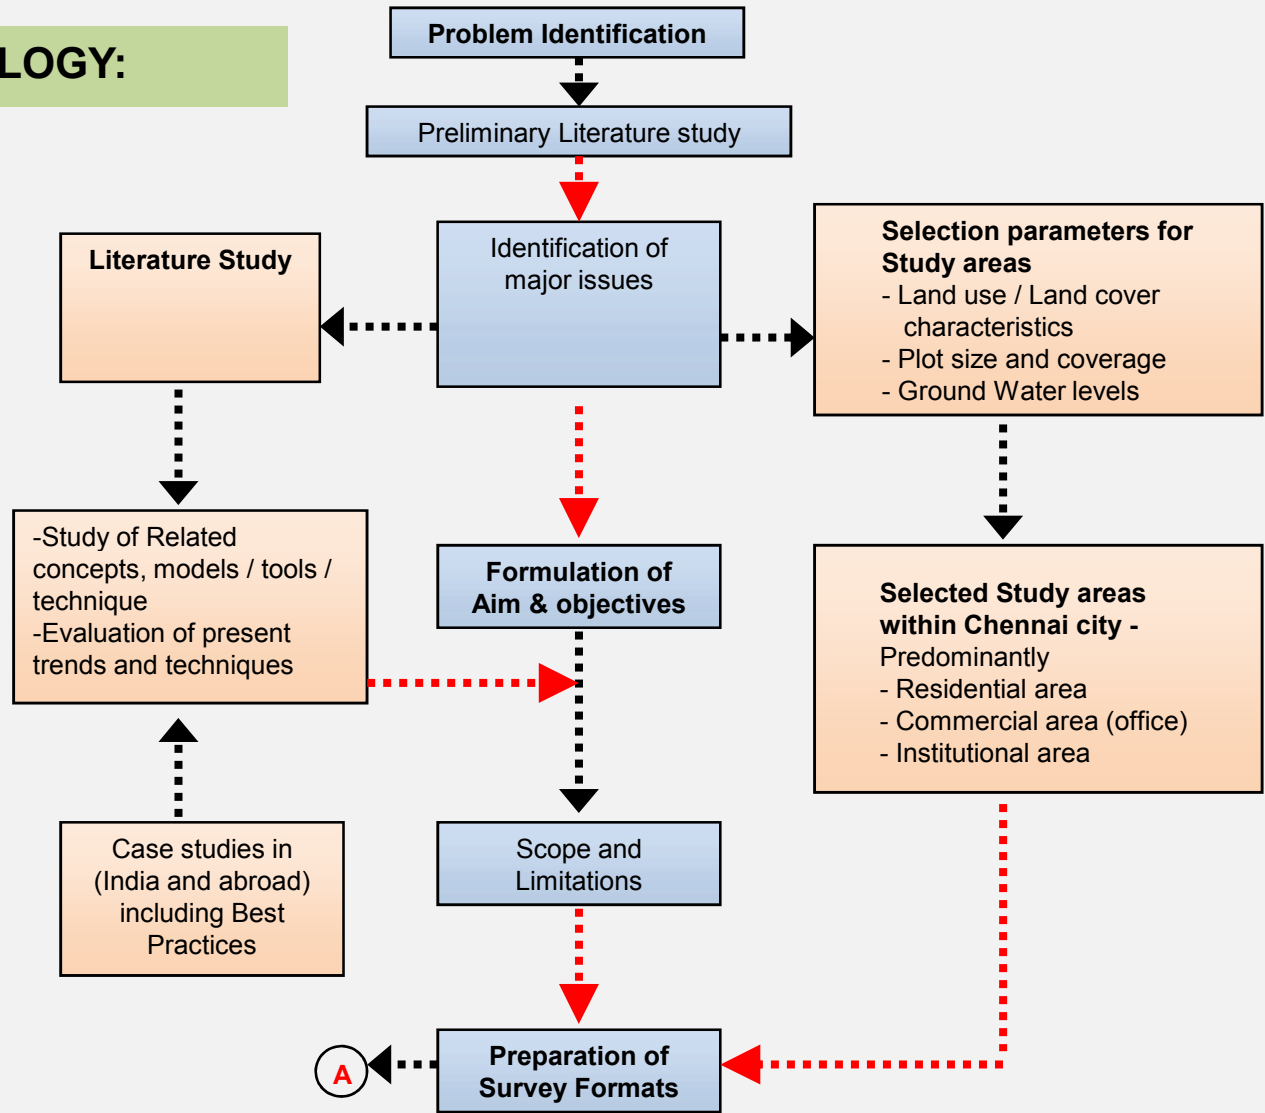 LOGY:
Problem Identification
Preliminary Literature study
Identification of
major issues
Literature Study
Selection parameters for
Study areas
- Land use / Land cover
characteristics
- Plot size and coverage
- Ground Water levels
-Study of Related
concepts, models / tools /
technique
-Evaluation of present
trends and techniques
Formulation of
Aim & objectives
Selected Study areas
within Chennai city -
Predominantly
- Residential area
- Commercial area (office)
- Institutional area
Case studies in
(India and abroad)
including Best
Practices
Scope and
Limitations
Preparation of
Survey Formats
A